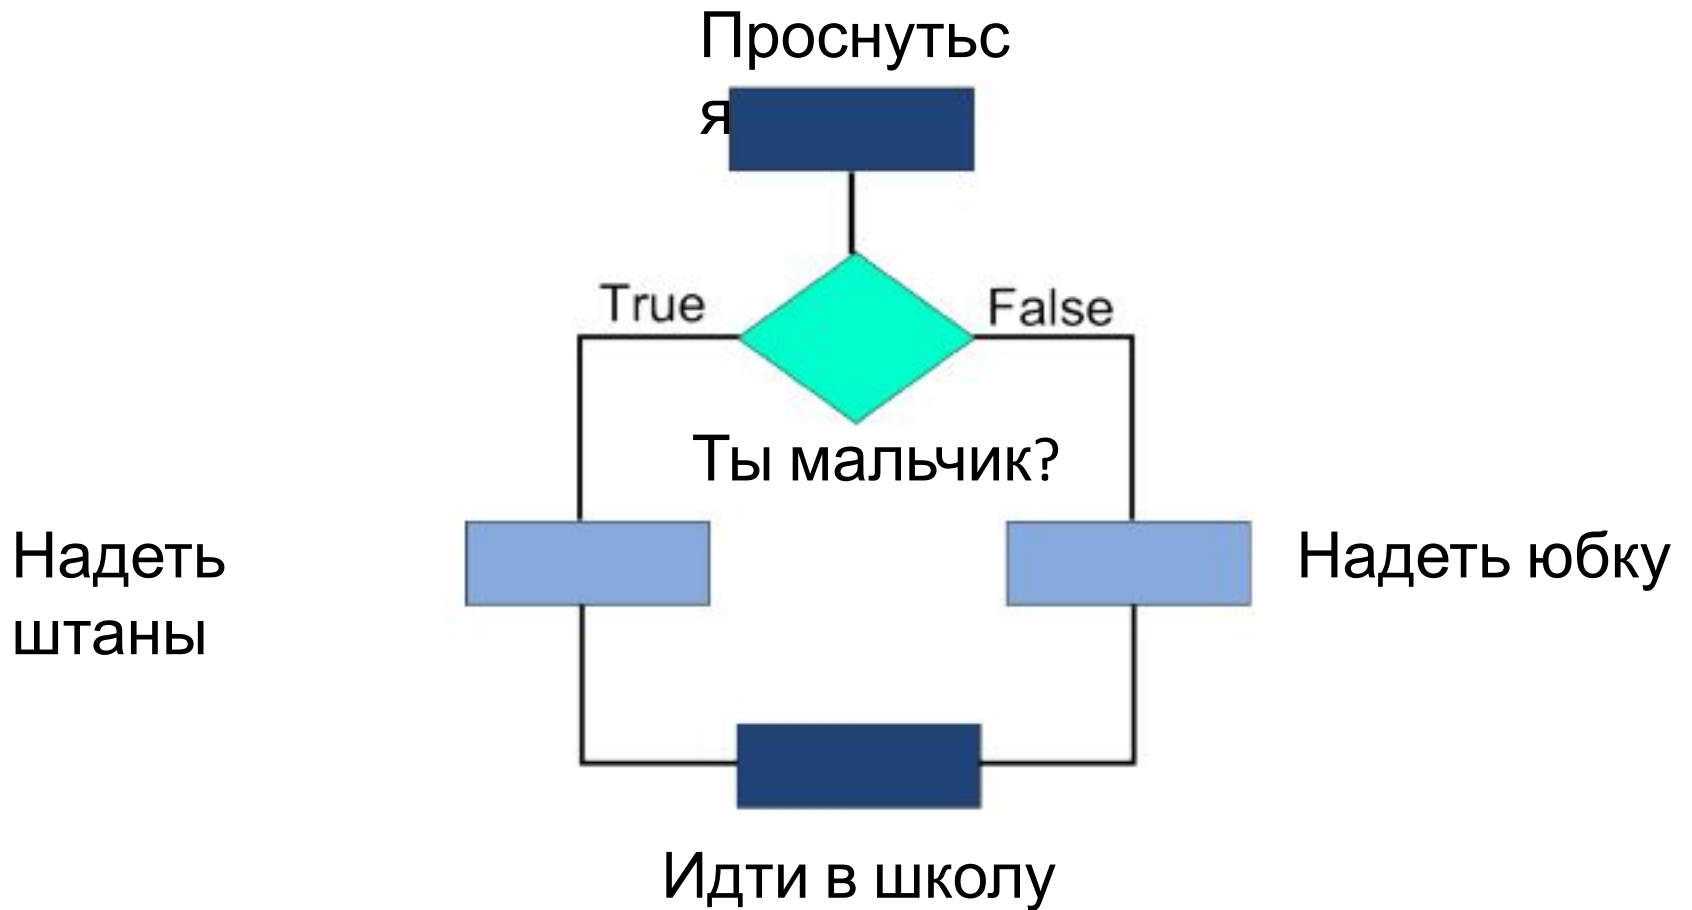 Проснутьс
я
True
False
Ты мальчик?
Надеть
штаны
Надеть юбку
Идти в школу